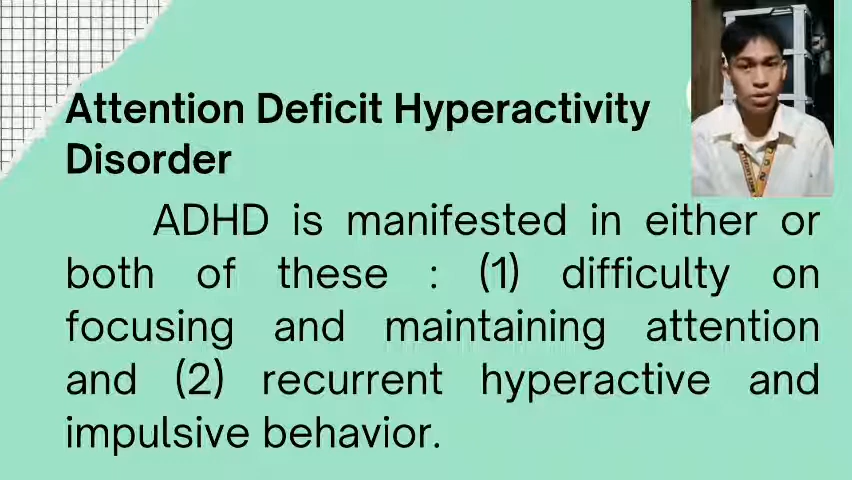 Attention Deficit Hyperactivity
Disorder
ADHD is manifested in either or
both of these : (1) difficulty on
focusing and maintaining attention
and (2) recurrent hyperactive and
impulsive behavior.